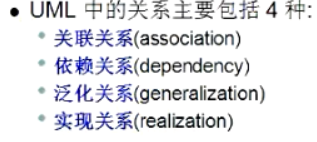 • UML 中的关系主要包括 4 种:
• 关联关系(association)
• 依赖关系(dependency)
• 泛化关系(generalization)
• 实现关系(realization)